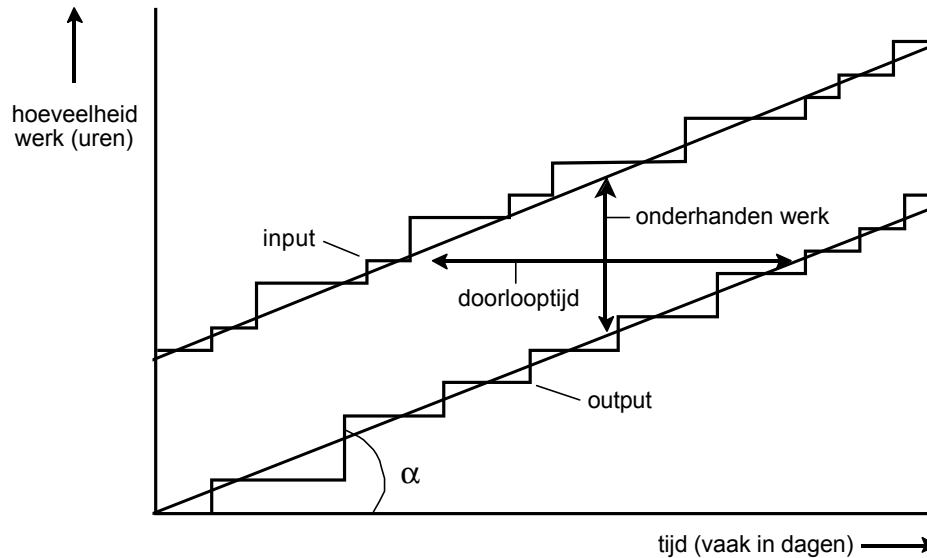 hoeveelheid
werk (uren)
input
onderhanden werk
doorlooptijd
output
α
tijd (vaak in dagen)